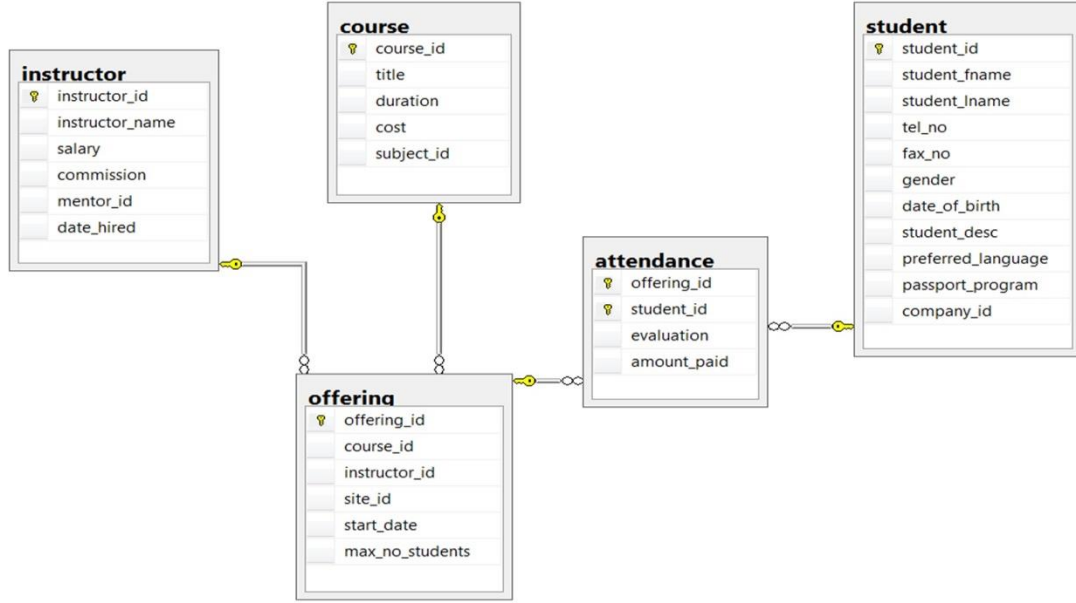 course
course_id
title
duration
cost
subject_id
student
student_id
student_fname
student_lname
tel_no
fax_no
gender
date_of_birth
student_desc
preferred_language
passport_program
company_id
instructor
instructor_id
instructor_name
salary
commission
mentor_id
date_hired
attendance
offering_id
student_id
evaluation
amount_paid
offering
offering_id
course_id
instructor_id
site_id
start_date
max_no_students